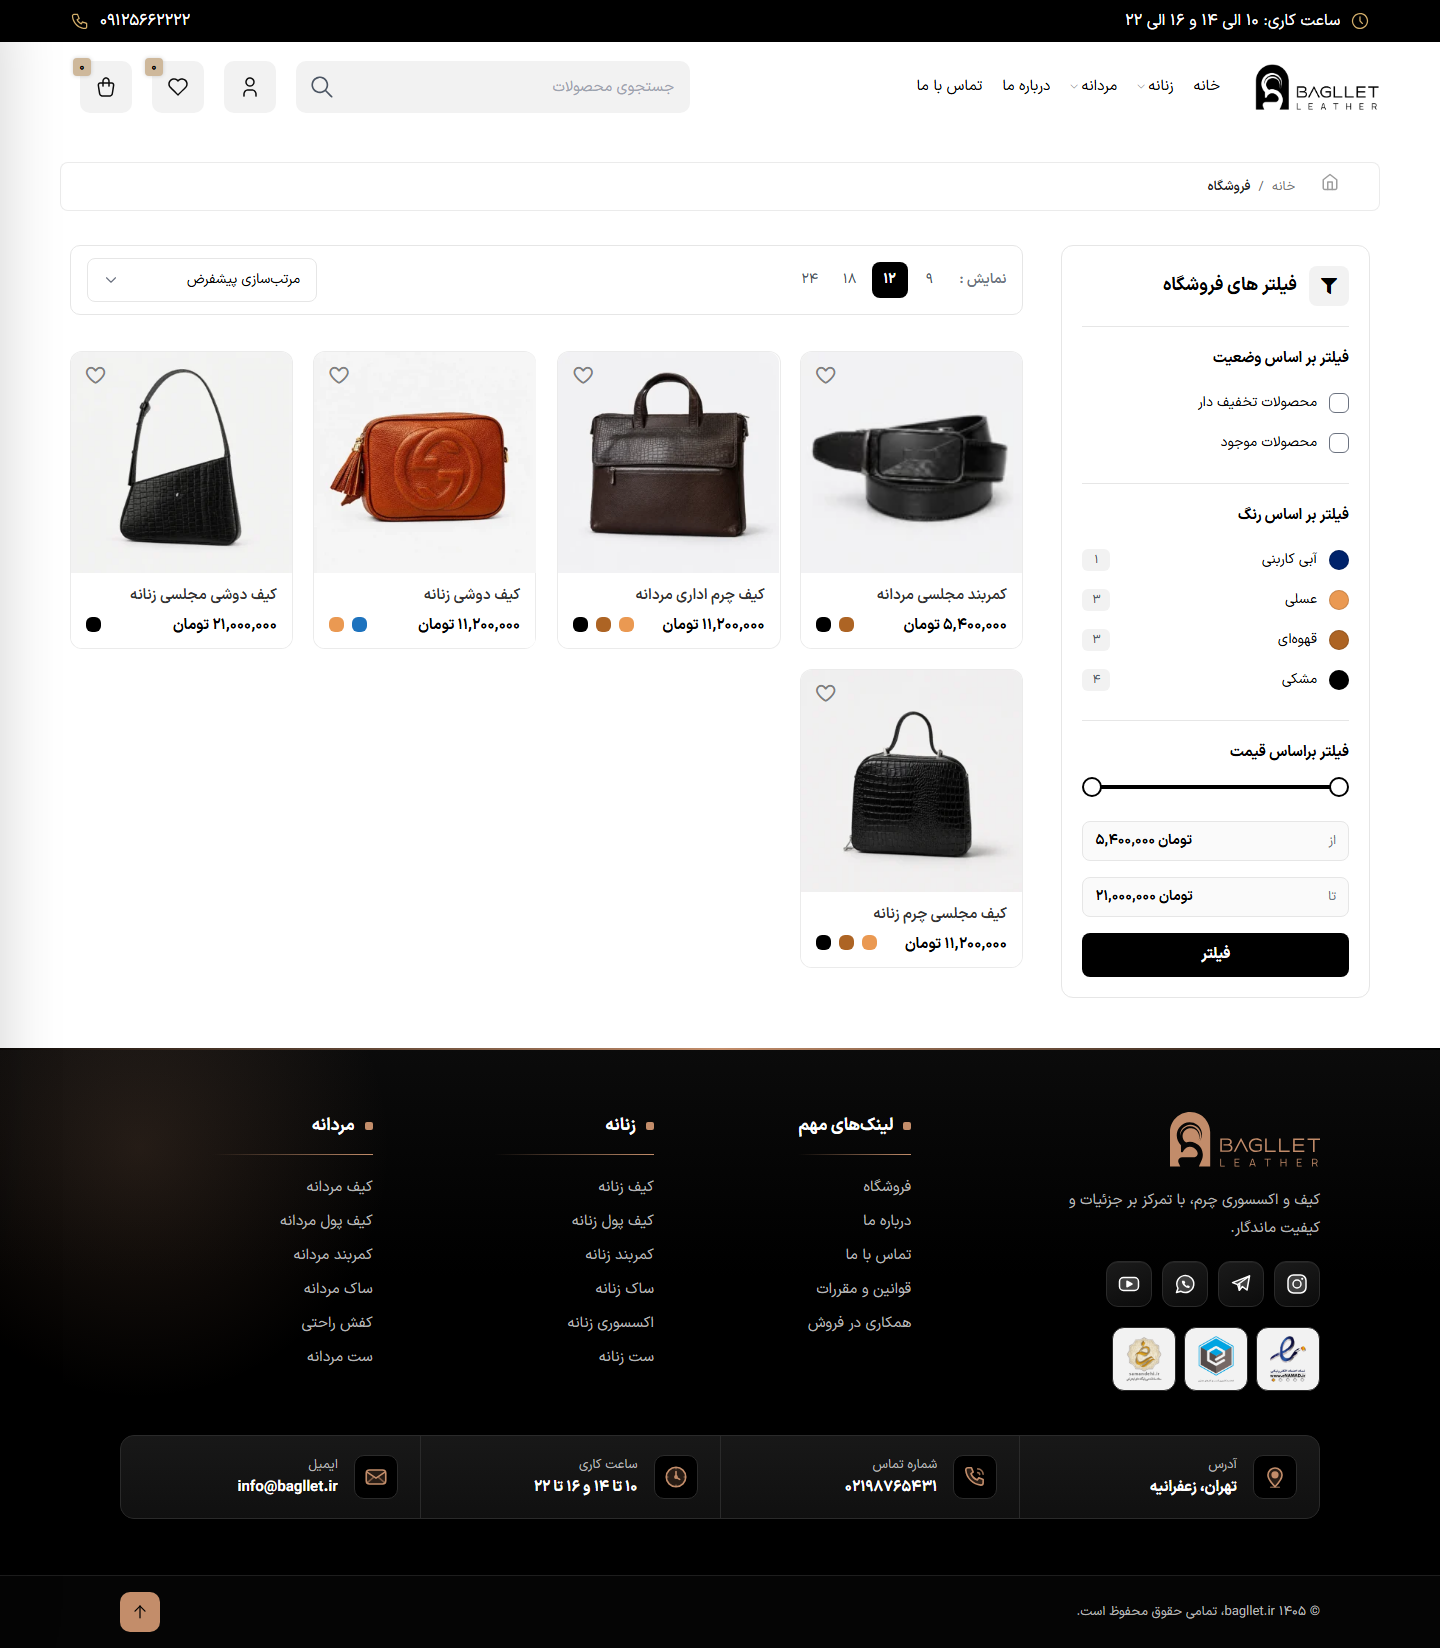 ساعت کاری: ۱۰ الی ۱۴ و ۱۶ الی ۲۲
۰۹۱۲۵۶۶۲۲۲۲
BAGLLET
LEATHER
خانه
زنانه
مردانه
درباره ما
تماس با ما
جستجوی محصولات
۰
۰
خانه / فروشگاه
فیلتر های فروشگاه
فیلتر بر اساس وضعیت
محصولات تخفیف دار
محصولات موجود
فیلتر بر اساس رنگ
آبی کاربنی ۱
عسلی ۳
قهوه‌ای ۳
مشکی ۴
فیلتر براساس قیمت
از تومان ۵,۴۰۰,۰۰۰
تا تومان ۲۱,۰۰۰,۰۰۰
فیلتر
نمایش : ۹ ۱۲ ۱۸ ۲۴
مرتب‌سازی پیشفرض
کمربند مجلسی مردانه
۵,۴۰۰,۰۰۰ تومان
کیف چرم اداری مردانه
۱۱,۲۰۰,۰۰۰ تومان
کیف دوشی زنانه
۱۱,۲۰۰,۰۰۰ تومان
کیف دوشی مجلسی زنانه
۲۱,۰۰۰,۰۰۰ تومان
کیف مجلسی چرم زنانه
۱۱,۲۰۰,۰۰۰ تومان
BAGLLET
LEATHER
کیف و اکسسوری چرم، با تمرکز بر جزئیات و
کیفیت ماندگار.
لینک‌های مهم
فروشگاه
درباره ما
تماس با ما
قوانین و مقررات
همکاری در فروش
زنانه
کیف زنانه
کیف پول زنانه
کمربند زنانه
ساک زنانه
اکسسوری زنانه
ست زنانه
مردانه
کیف مردانه
کیف پول مردانه
کمربند مردانه
ساک مردانه
کفش راحتی
ست مردانه
آدرس
تهران، زعفرانیه
شماره تماس
۰۲۱۹۸۷۶۵۴۳۱
ساعت کاری
۱۰ تا ۱۴ و ۱۶ تا ۲۲
ایمیل
info@bagllet.ir
© ۱۴۰۵ bagllet.ir، تمامی حقوق محفوظ است.